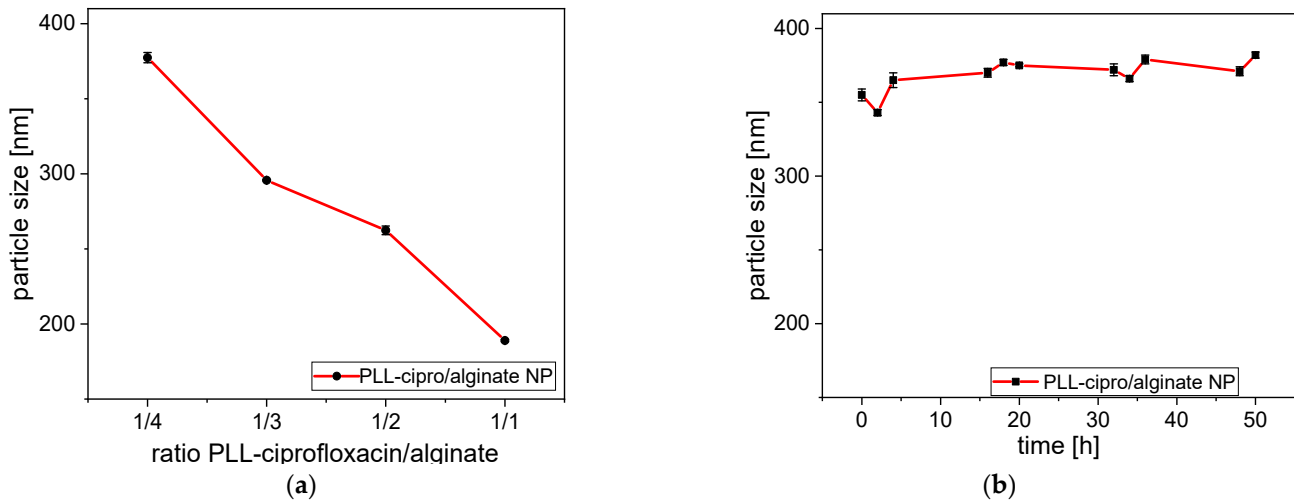 particle size [nm]
400
300
200
PLL-cipro/alginate NP
1/4 1/3 1/2 1/1
ratio PLL-ciprofloxacin/alginate
(a)
particle size [nm]
400
300
200
PLL-cipro/alginate NP
0 10 20 30 40 50
time [h]
(b)